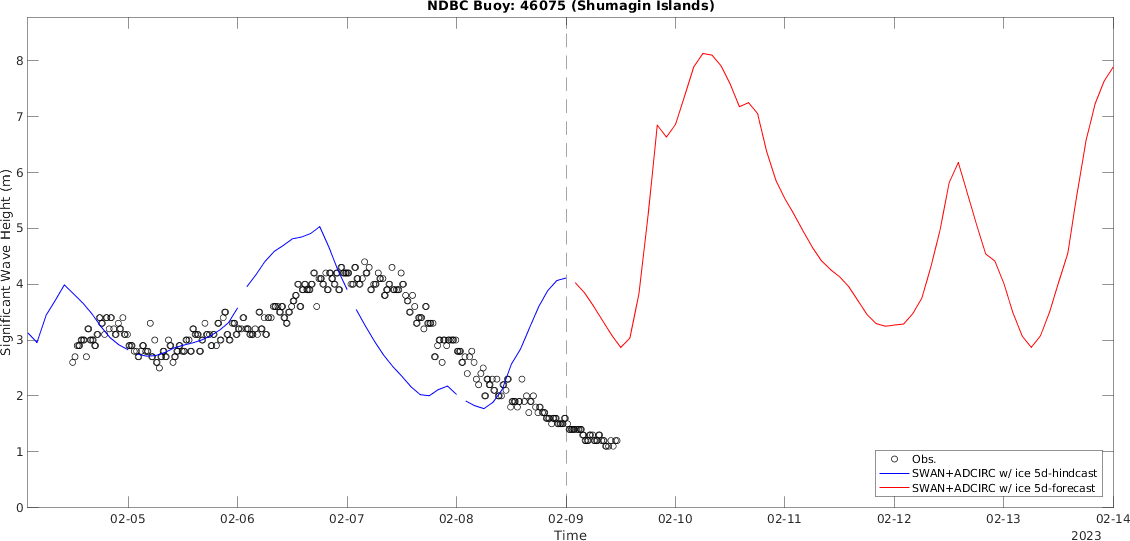 NDBC Buoy: 46075 (Shumagin Islands)
8
7
6
5
4
3
2
1
0
Significant Wave Height (m)
Obs.
SWAN+ADCIRC w/ ice 5d-hindcast
SWAN+ADCIRC w/ ice 5d-forecast
02-05 02-06 02-07 02-08 02-09 02-10 02-11 02-12 02-13 02-14
Time
2023